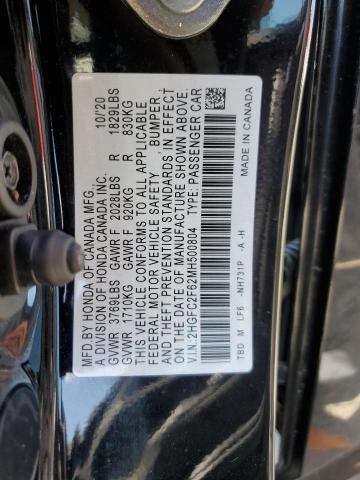 MFD BY HONDA OF CANADA MFG. 10/20
A DIVISION OF HONDA CANADA INC.
GVWR 3769LBS GAWR F 2028LBS R 1829LBS
GVWR 1710KG GAWR F 920KG R 830KG
THIS VEHICLE CONFORMS TO ALL APPLICABLE
FEDERAL MOTOR VEHICLE SAFETY, BUMPER,
AND THEFT PREVENTION STANDARDS IN
EFFECT ON THE DATE OF MANUFACTURE SHOWN ABOVE.
V.I.N. 2HGFC2F62MH500804 TYPE: PASSENGER CAR
TBD M LF6 -NH731P -A -H
MADE IN CANADA